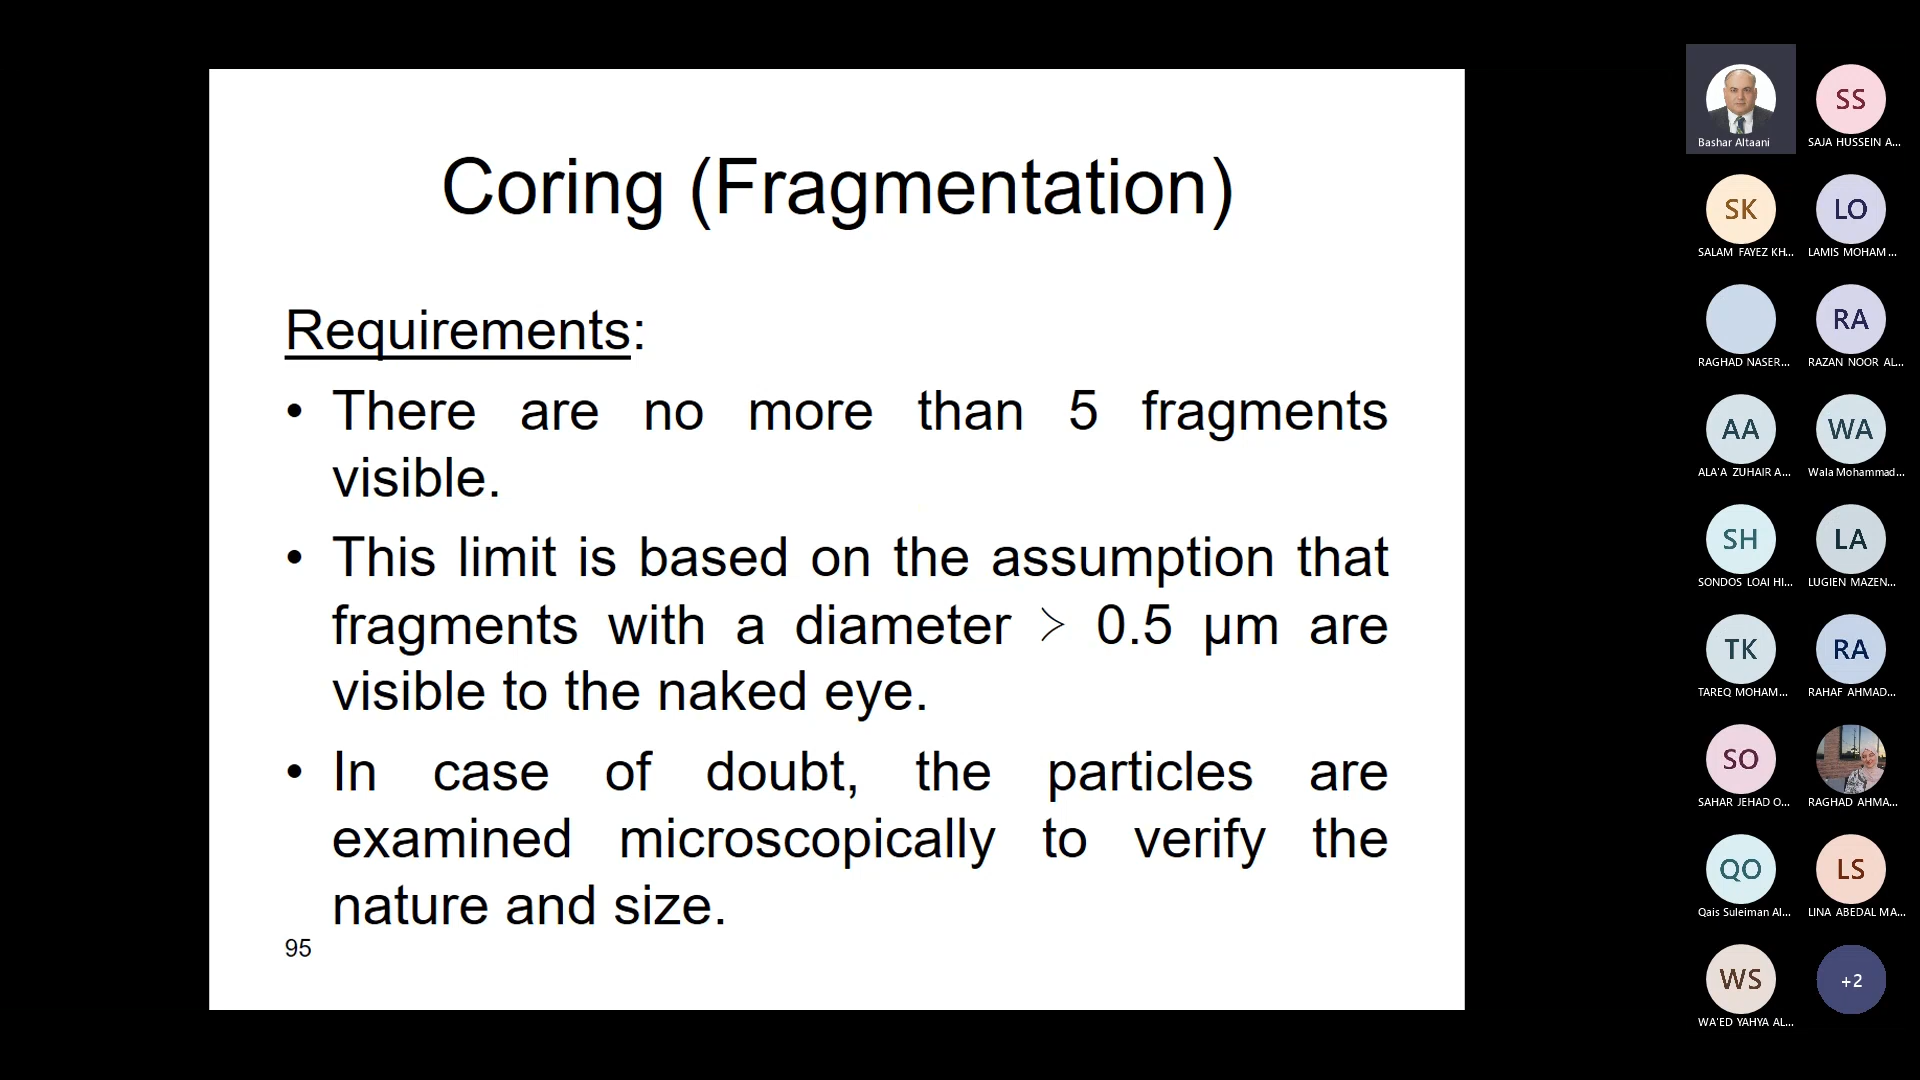 Coring (Fragmentation)
Requirements:
• There are no more than 5 fragments
visible.
• This limit is based on the assumption that
fragments with a diameter > 0.5 µm are
visible to the naked eye.
• In case of doubt, the particles are
examined microscopically to verify the
nature and size.
95
Bashar Altaani
SS
SAJA HUSSEIN A...
SK
SALAM FAYEZ KH...
LO
LAMIS MOHAM...
RAGHAD NASER...
RA
RAZAN NOOR AL...
AA
ALA'A ZUHAIR A...
WA
Wala Mohammad...
SH
SONDOS LOAI HI...
LA
LUGIEN MAZEN...
TK
TAREQ MOHAM...
RA
RAHAF AHMAD...
SO
SAHAR JEHAD O...
RAGHAD AHMA...
QO
Qais Suleiman Al...
LS
LINA ABEDAL MA...
WS
WA'ED YAHYA AL...
+2